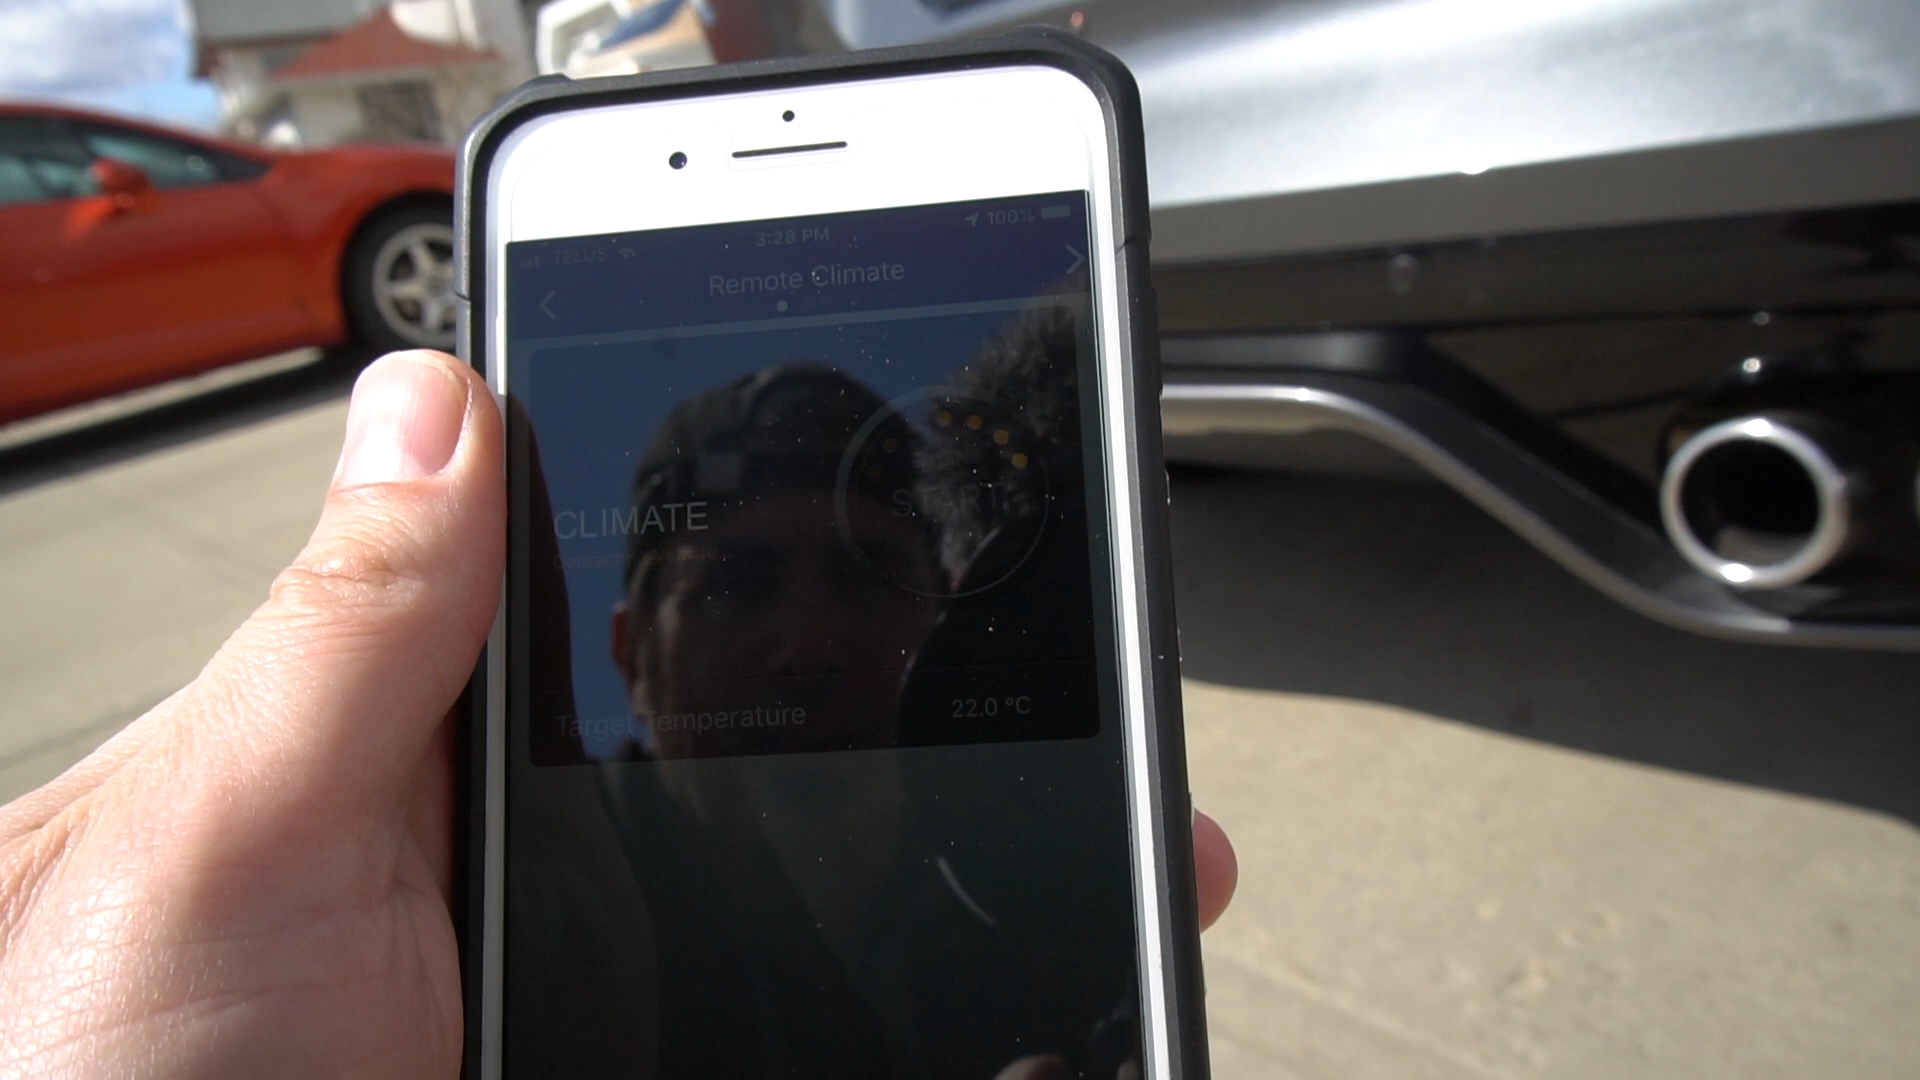 TELUS 3:28 PM 100%
Remote Climate
START
CLIMATE
Target Temperature 22.0 °C